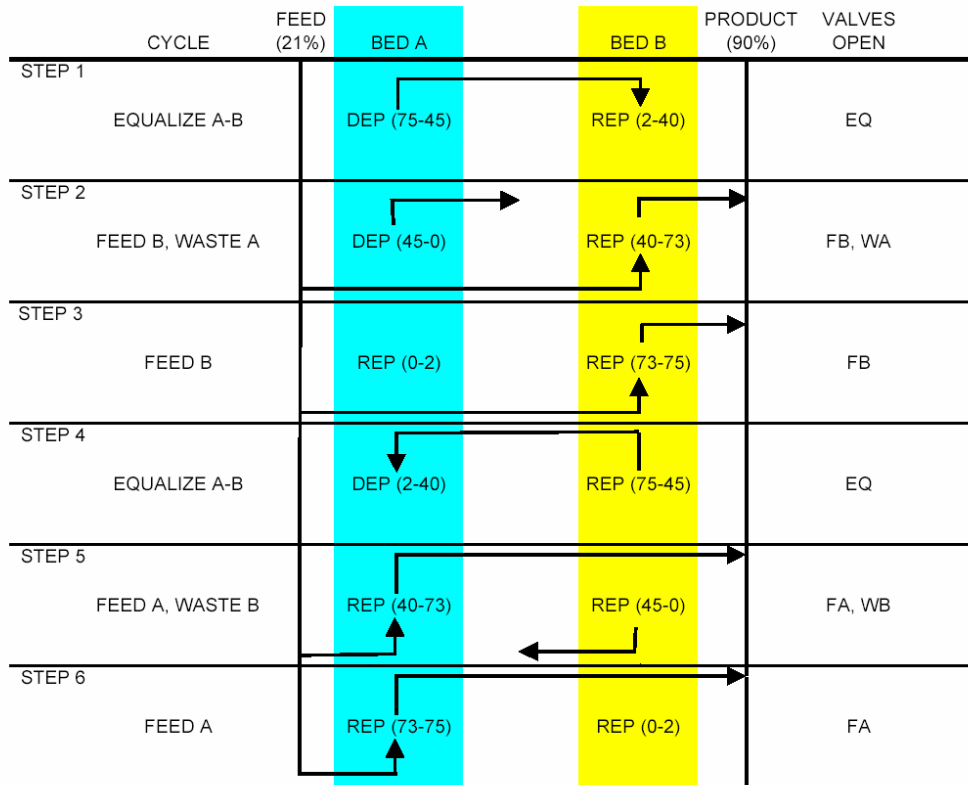 FEED PRODUCT VALVES
CYCLE (21%) BED A BED B (90%) OPEN
STEP 1
EQUALIZE A-B DEP (75-45) REP (2-40) EQ
STEP 2
FEED B, WASTE A DEP (45-0) REP (40-73) FB, WA
STEP 3
FEED B REP (0-2) REP (73-75) FB
STEP 4
EQUALIZE A-B DEP (2-40) REP (75-45) EQ
STEP 5
FEED A, WASTE B REP (40-73) REP (45-0) FA, WB
STEP 6
FEED A REP (73-75) REP (0-2) FA